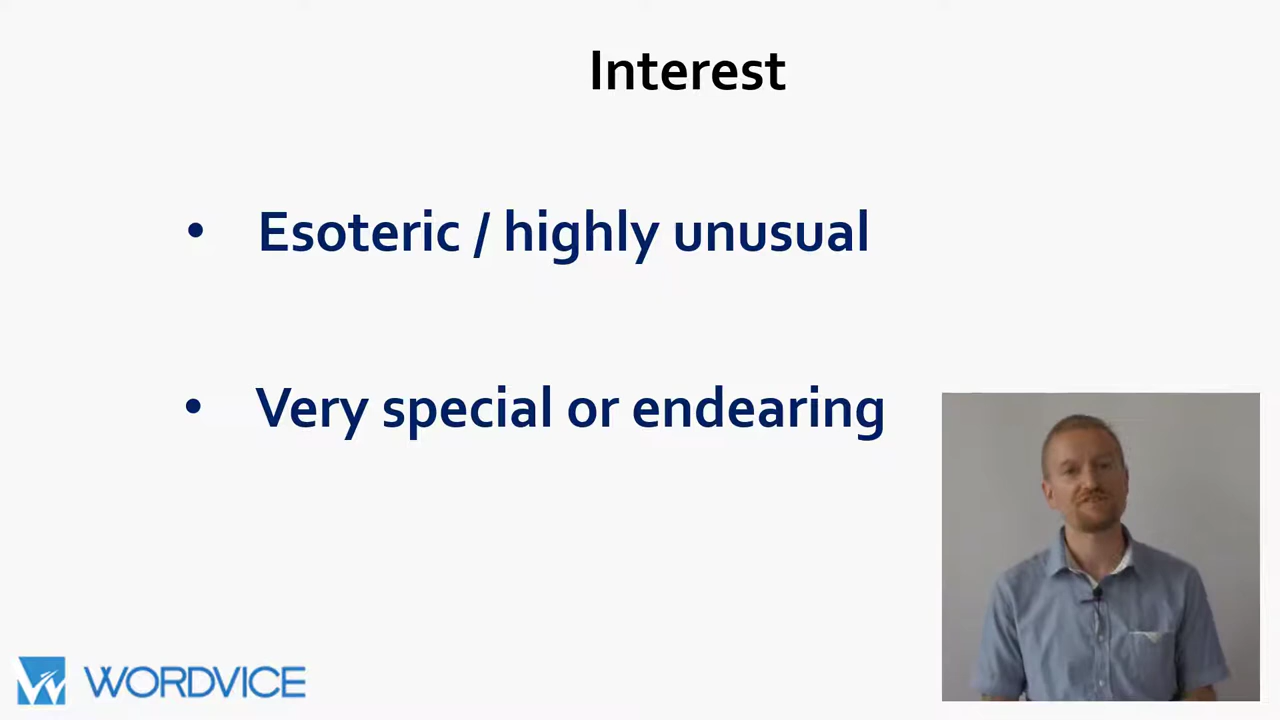 Interest
• Esoteric / highly unusual
• Very special or endearing
WORDVICE